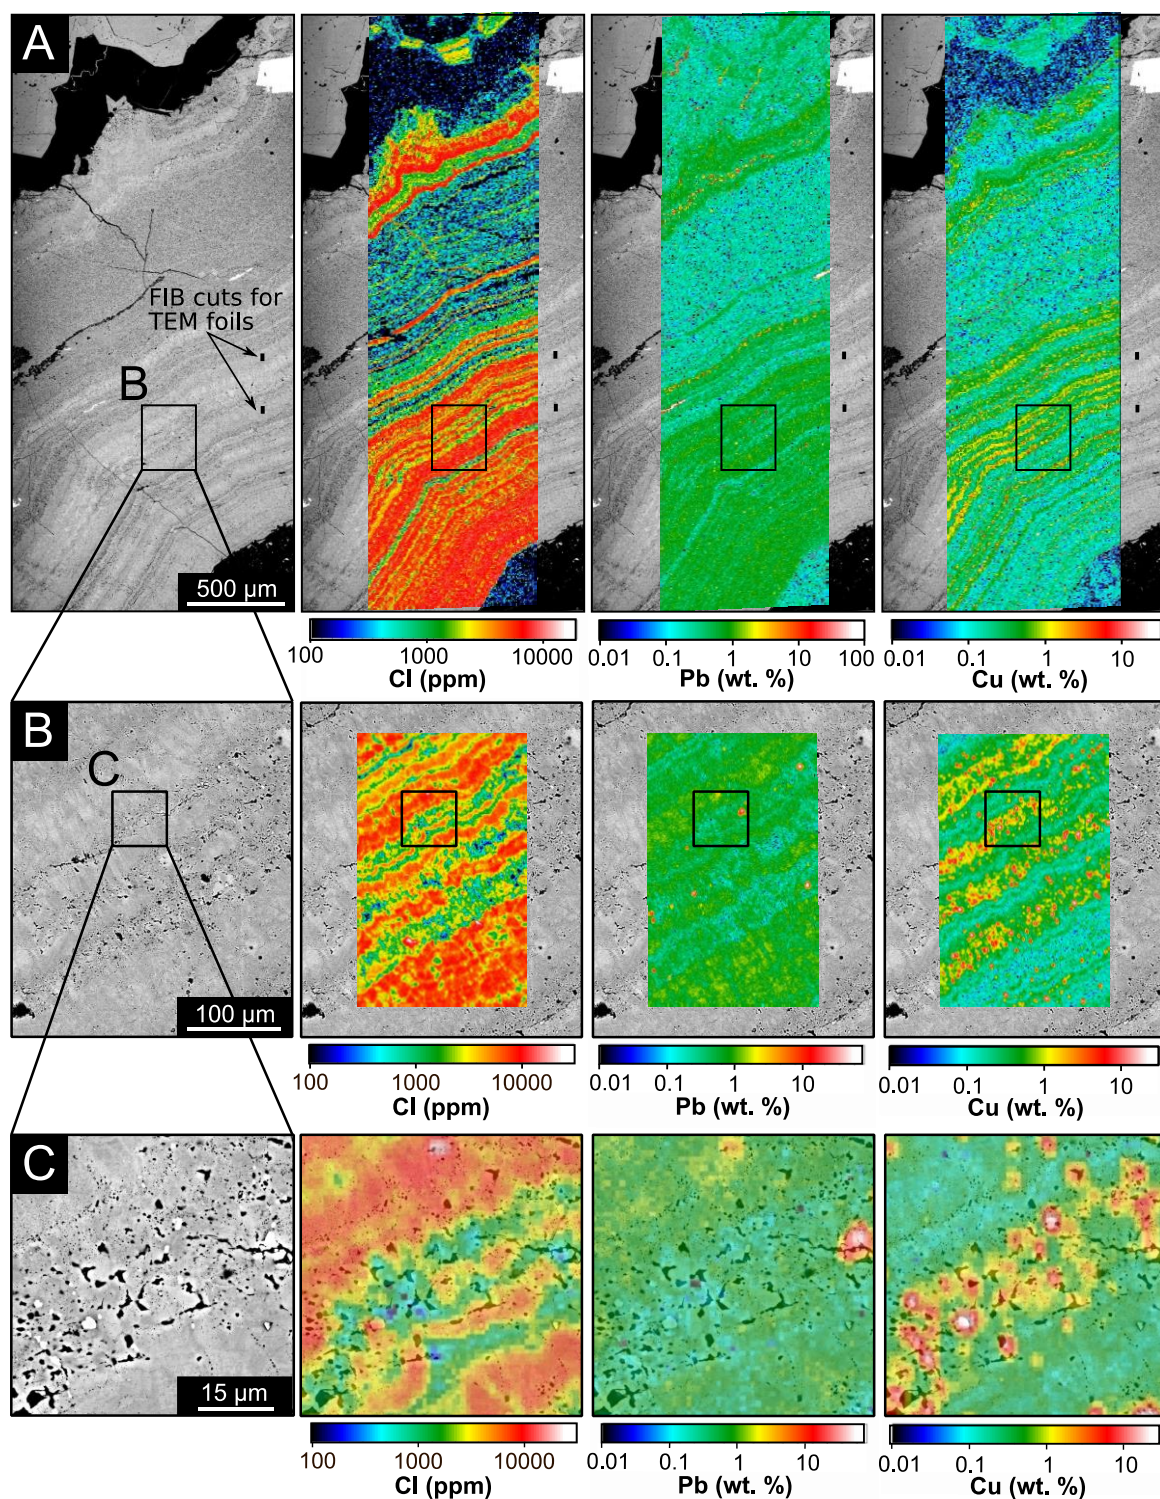 A
FIB cuts for
TEM foils
B
500 µm
100 1000 10000
Cl (ppm)
0.01 0.1 1 10 100
Pb (wt. %)
0.01 0.1 1 10
Cu (wt. %)
B
C
100 µm
100 1000 10000
Cl (ppm)
0.01 0.1 1 10
Pb (wt. %)
0.01 0.1 1 10
Cu (wt. %)
C
15 µm
100 1000 10000
Cl (ppm)
0.01 0.1 1 10
Pb (wt. %)
0.01 0.1 1 10
Cu (wt. %)